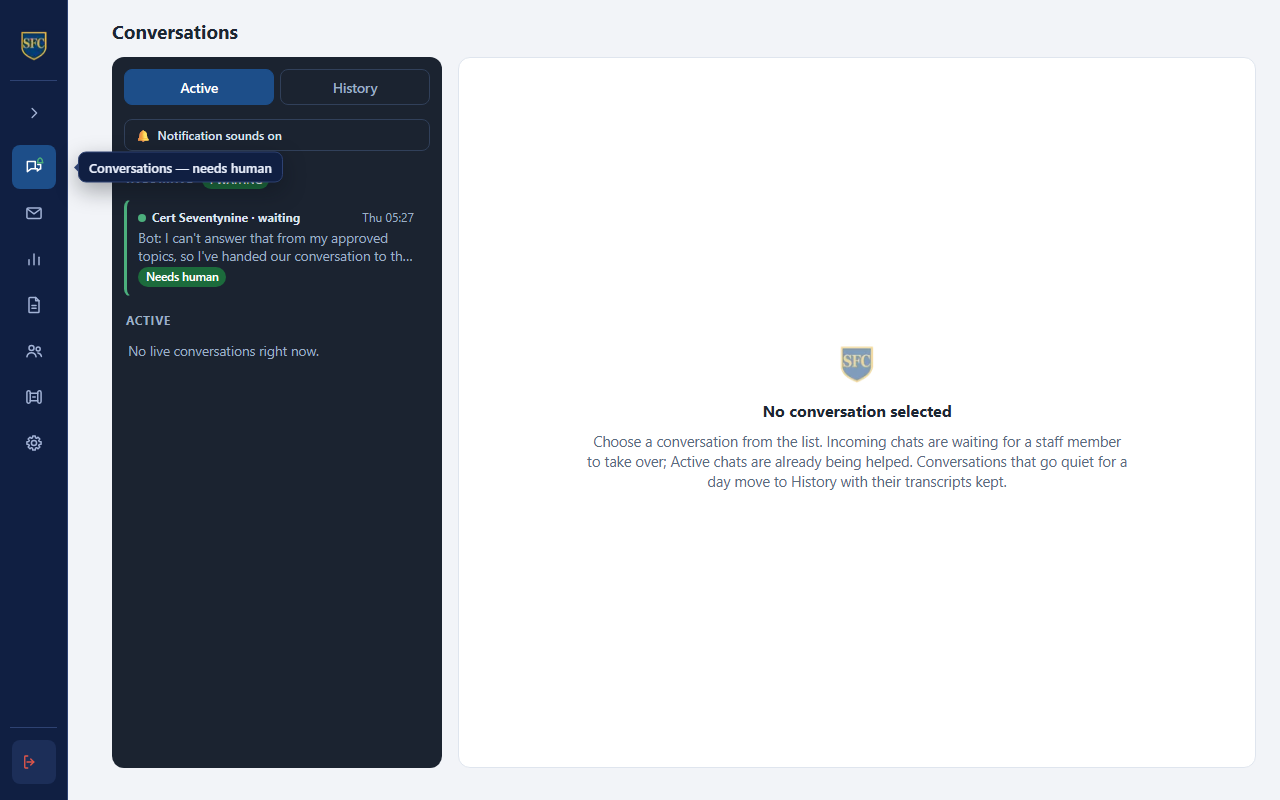 SFC
Conversations
Active
History
Notification sounds on
Conversations — needs human
Cert Seventynine · waiting
Thu 05:27
Bot: I can't answer that from my approved
topics, so I've handed our conversation to th...
Needs human
ACTIVE
No live conversations right now.
SFC
No conversation selected
Choose a conversation from the list. Incoming chats are waiting for a staff member
to take over; Active chats are already being helped. Conversations that go quiet for a
day move to History with their transcripts kept.